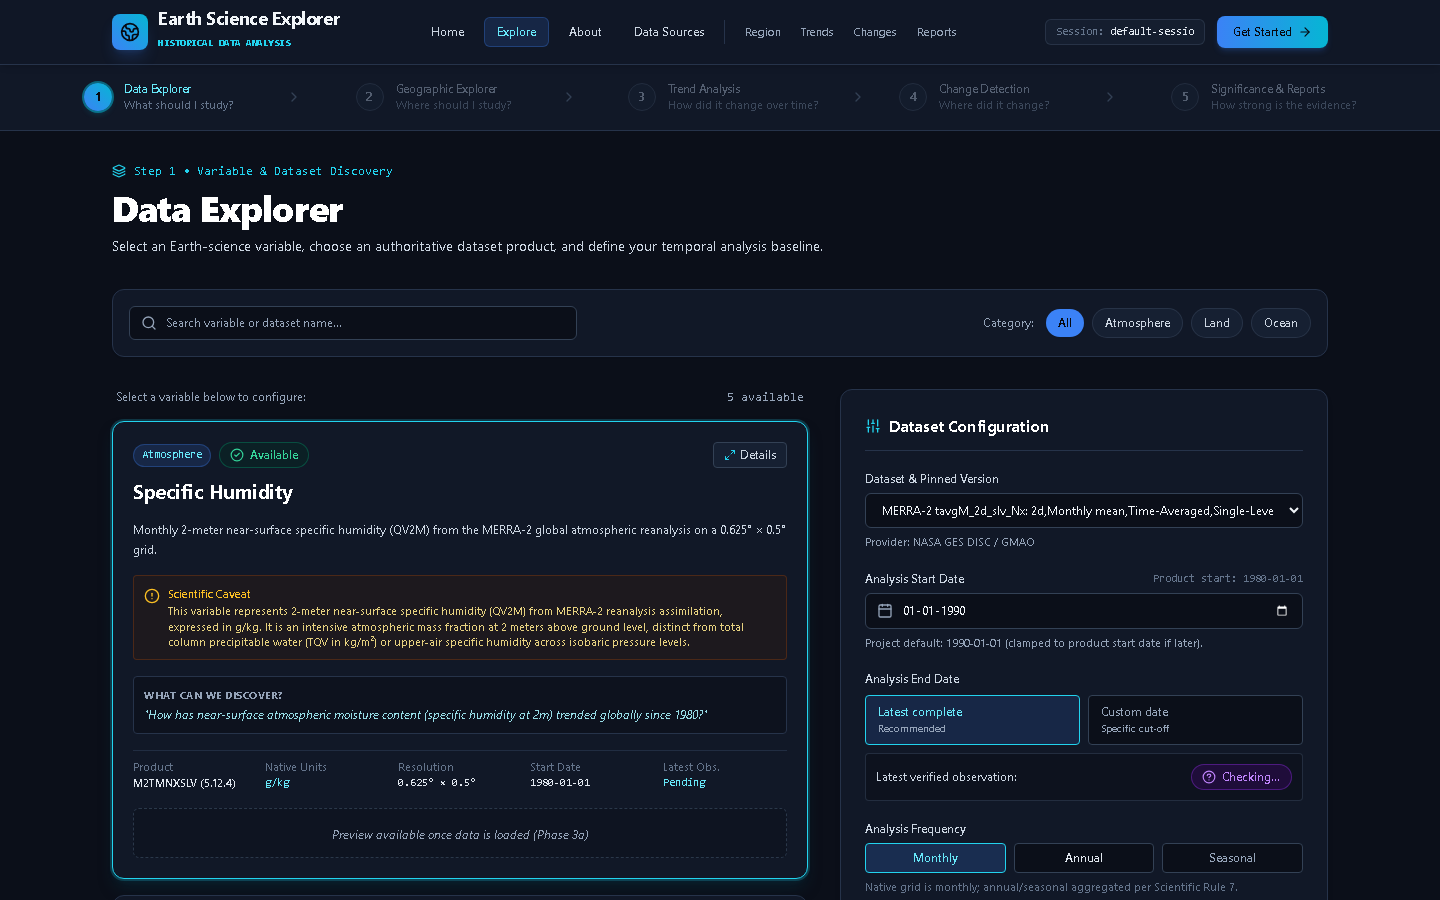 Earth Science Explorer
HISTORICAL DATA ANALYSIS
Home
Explore
About
Data Sources
Region
Trends
Changes
Reports
Session: default-sessio
Get Started
1
Data Explorer
What should I study?
2
Geographic Explorer
Where should I study?
3
Trend Analysis
How did it change over time?
4
Change Detection
Where did it change?
5
Significance & Reports
How strong is the evidence?
Step 1 • Variable & Dataset Discovery
Data Explorer
Select an Earth-science variable, choose an authoritative dataset product, and define your temporal analysis baseline.
Search variable or dataset name...
Category:
All
Atmosphere
Land
Ocean
Select a variable below to configure:
5 available
Atmosphere
Available
Details
Specific Humidity
Monthly 2-meter near-surface specific humidity (QV2M) from the MERRA-2 global atmospheric reanalysis on a 0.625° × 0.5°
grid.
Scientific Caveat
This variable represents 2-meter near-surface specific humidity (QV2M) from MERRA-2 reanalysis assimilation,
expressed in g/kg. It is an intensive atmospheric mass fraction at 2 meters above ground level, distinct from total
column precipitable water (TQV in kg/m²) or upper-air specific humidity across isobaric pressure levels.
WHAT CAN WE DISCOVER?
"How has near-surface atmospheric moisture content (specific humidity at 2m) trended globally since 1980?"
Product
M2TMNXSLV (5.12.4)
Native Units
g/kg
Resolution
0.625° × 0.5°
Start Date
1980-01-01
Latest Obs.
Pending
Preview available once data is loaded (Phase 3a)
Dataset Configuration
Dataset & Pinned Version
MERRA-2 tavgM_2d_slv_Nx: 2d,Monthly mean,Time-Averaged,Single-Leve
Provider: NASA GES DISC / GMAO
Analysis Start Date
Product start: 1980-01-01
01-01-1990
Project default: 1990-01-01 (clamped to product start date if later).
Analysis End Date
Latest complete
Recommended
Custom date
Specific cut-off
Latest verified observation:
Checking...
Analysis Frequency
Monthly
Annual
Seasonal
Native grid is monthly; annual/seasonal aggregated per Scientific Rule 7.